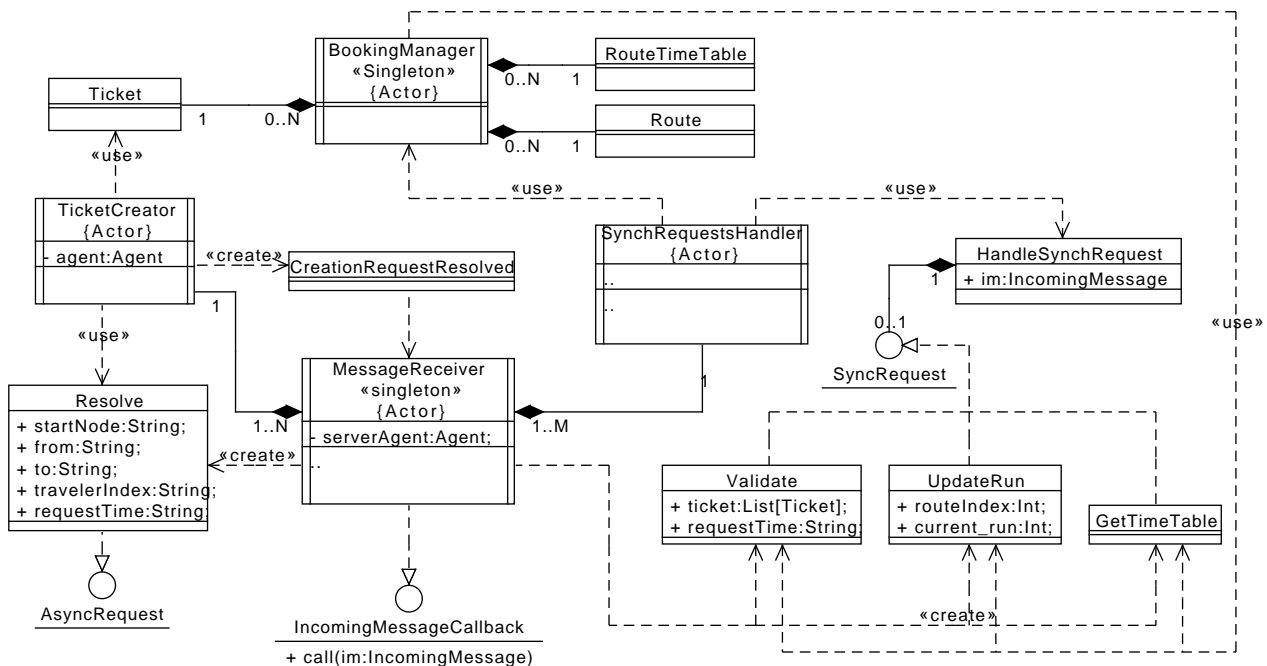 BookingManager
«Singleton»
{Actor}
RouteTimeTable
0..N
1
Ticket
1
0..N
Route
0..N
1
«use»
«use»
«use»
TicketCreator
{Actor}
- agent:Agent
SynchRequestsHandler
{Actor}
..
..
«create»
CreationRequestResolved
HandleSynchRequest
+ im:IncomingMessage
1
1
0..1
«use»
«use»
SyncRequest
MessageReceiver
«singleton»
{Actor}
- serverAgent:Agent;
..
1
Resolve
+ startNode:String;
+ from:String;
+ to:String;
+ travelerIndex:String;
+ requestTime:String;
1..N
1..M
«create»
Validate
+ ticket:List[Ticket];
+ requestTime:String;
UpdateRun
+ routeIndex:Int;
+ current_run:Int;
GetTimeTable
AsyncRequest
«create»
IncomingMessageCallback
+ call(im:IncomingMessage)